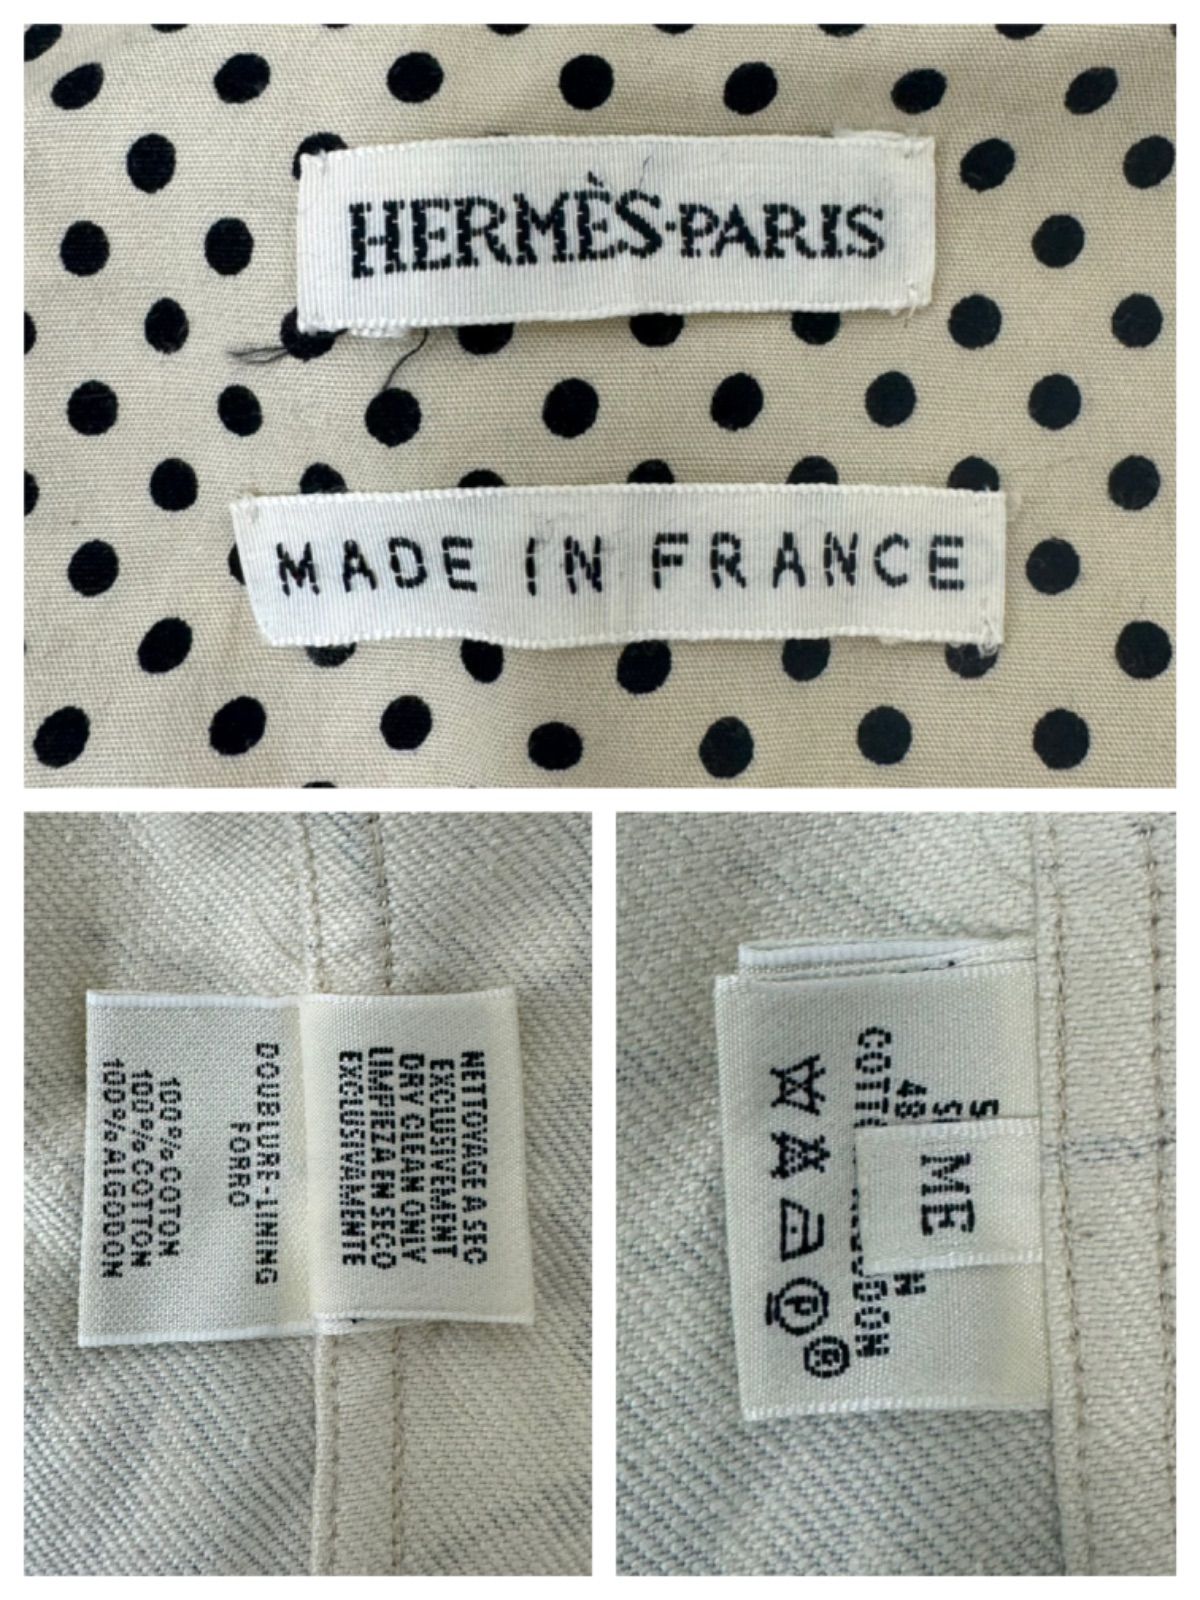 HERMÈS·PARIS
MADE IN FRANCE
NETTOYAGE A SEC
EXCLUSIVEMENT
DRY CLEAN ONLY
LIMPIEZA EN SECO
EXCLUSIVAMENTE
DOUBLURE-LINING
FORRO
100% COTON
100% COTTON
100% ALGODON
ME
48
P